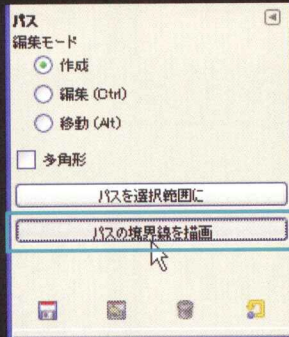 パス
編集モード
作成
編集 (Ctrl)
移動 (Alt)
多角形
パスを選択範囲に
パスの境界線を描画